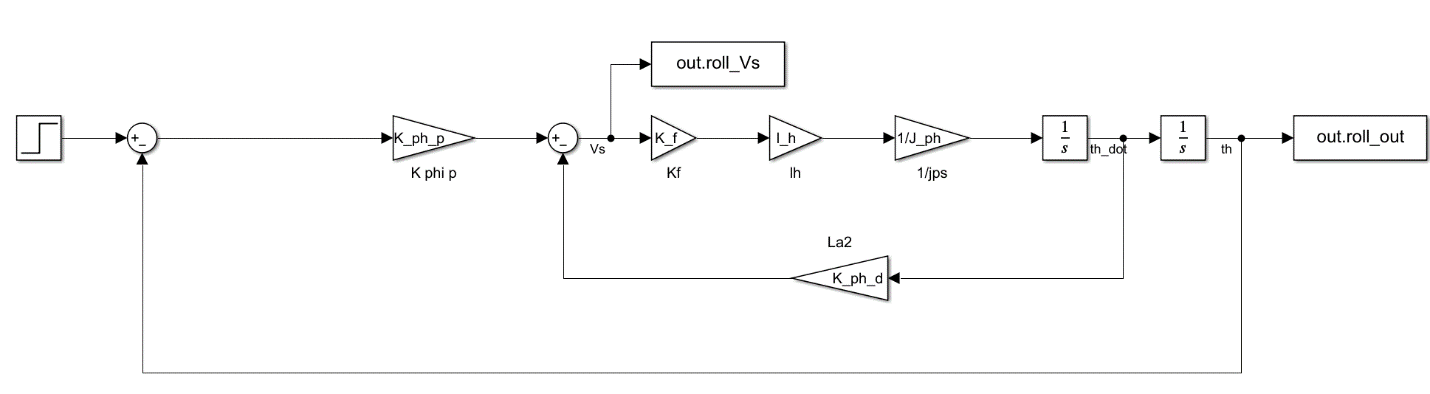 out.roll_Vs
+
_
K_ph_p
K phi p
+
_
Vs
K_f
Kf
l_h
lh
1/J_ph
1/jps
1
s
th_dot
1
s
th
out.roll_out
La2
K_ph_d